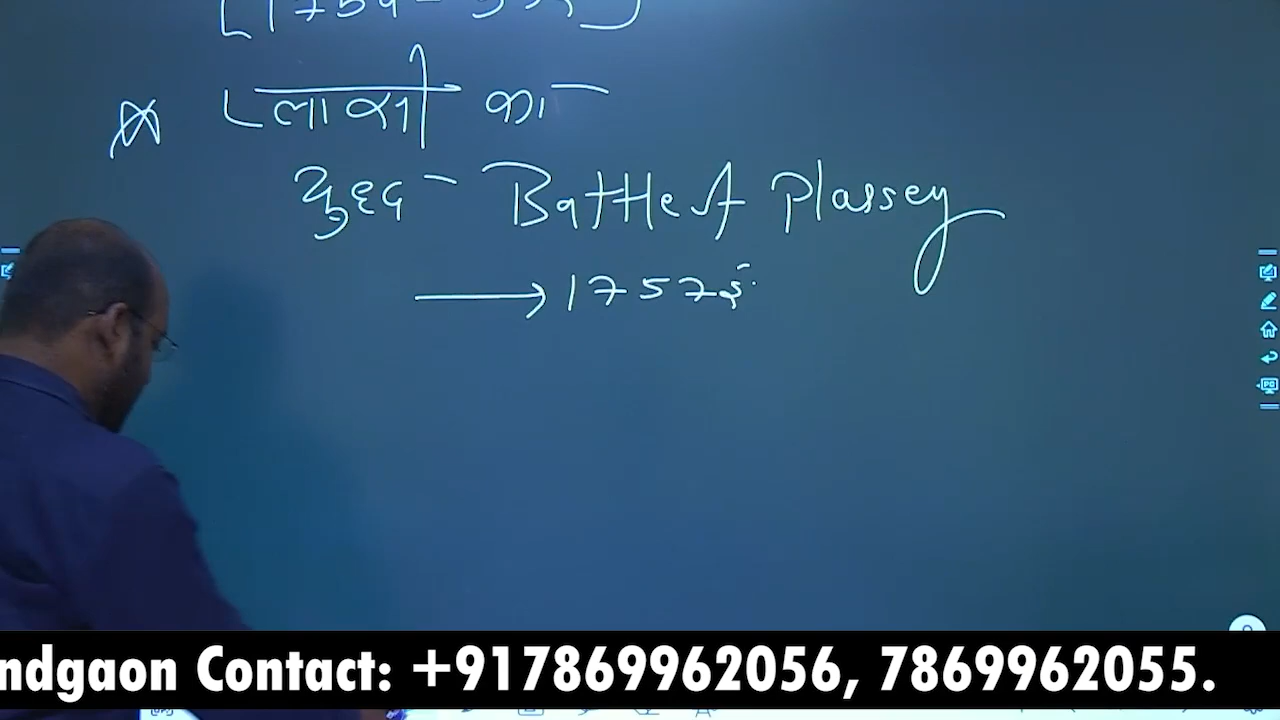 प्लासी का
युद्ध - Battle of Plassey
→ 1757 ई.
ndgaon Contact: +917869962056, 7869962055.